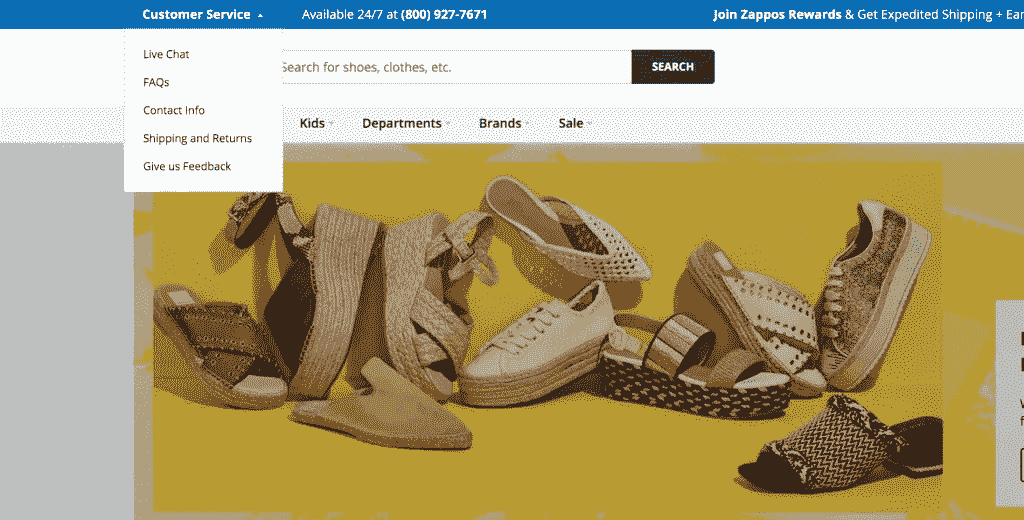 Customer Service
Available 24/7 at (800) 927-7671
Join Zappos Rewards & Get Expedited Shipping +
Live Chat
FAQs
Contact Info
Shipping and Returns
Give us Feedback
Search for shoes, clothes, etc.
SEARCH
Kids
Departments
Brands
Sale